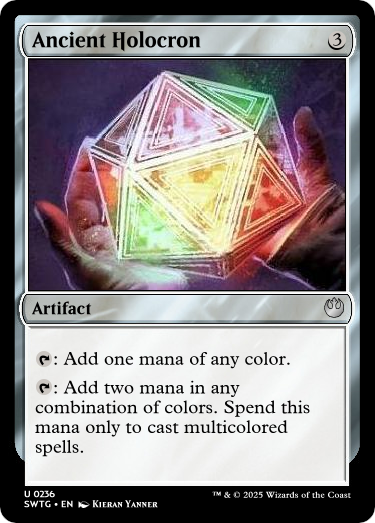 Ancient Holocron 3
Artifact
: Add one mana of any color.
: Add two mana in any
combination of colors. Spend this
mana only to cast multicolored
spells.
U 0236
SWTG • EN Kieran Yanner
™ & © 2025 Wizards of the Coast